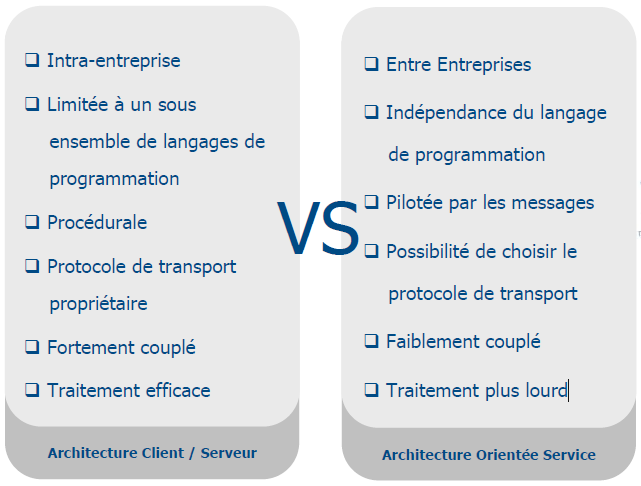 ❑ Intra-entreprise
❑ Limitée à un sous
ensemble de langages de
programmation
❑ Procédurale
❑ Protocole de transport
propriétaire
❑ Fortement couplé
❑ Traitement efficace
Architecture Client / Serveur
VS
❑ Entre Entreprises
❑ Indépendance du langage
de programmation
❑ Pilotée par les messages
❑ Possibilité de choisir le
protocole de transport
❑ Faiblement couplé
❑ Traitement plus lourd
Architecture Orientée Service